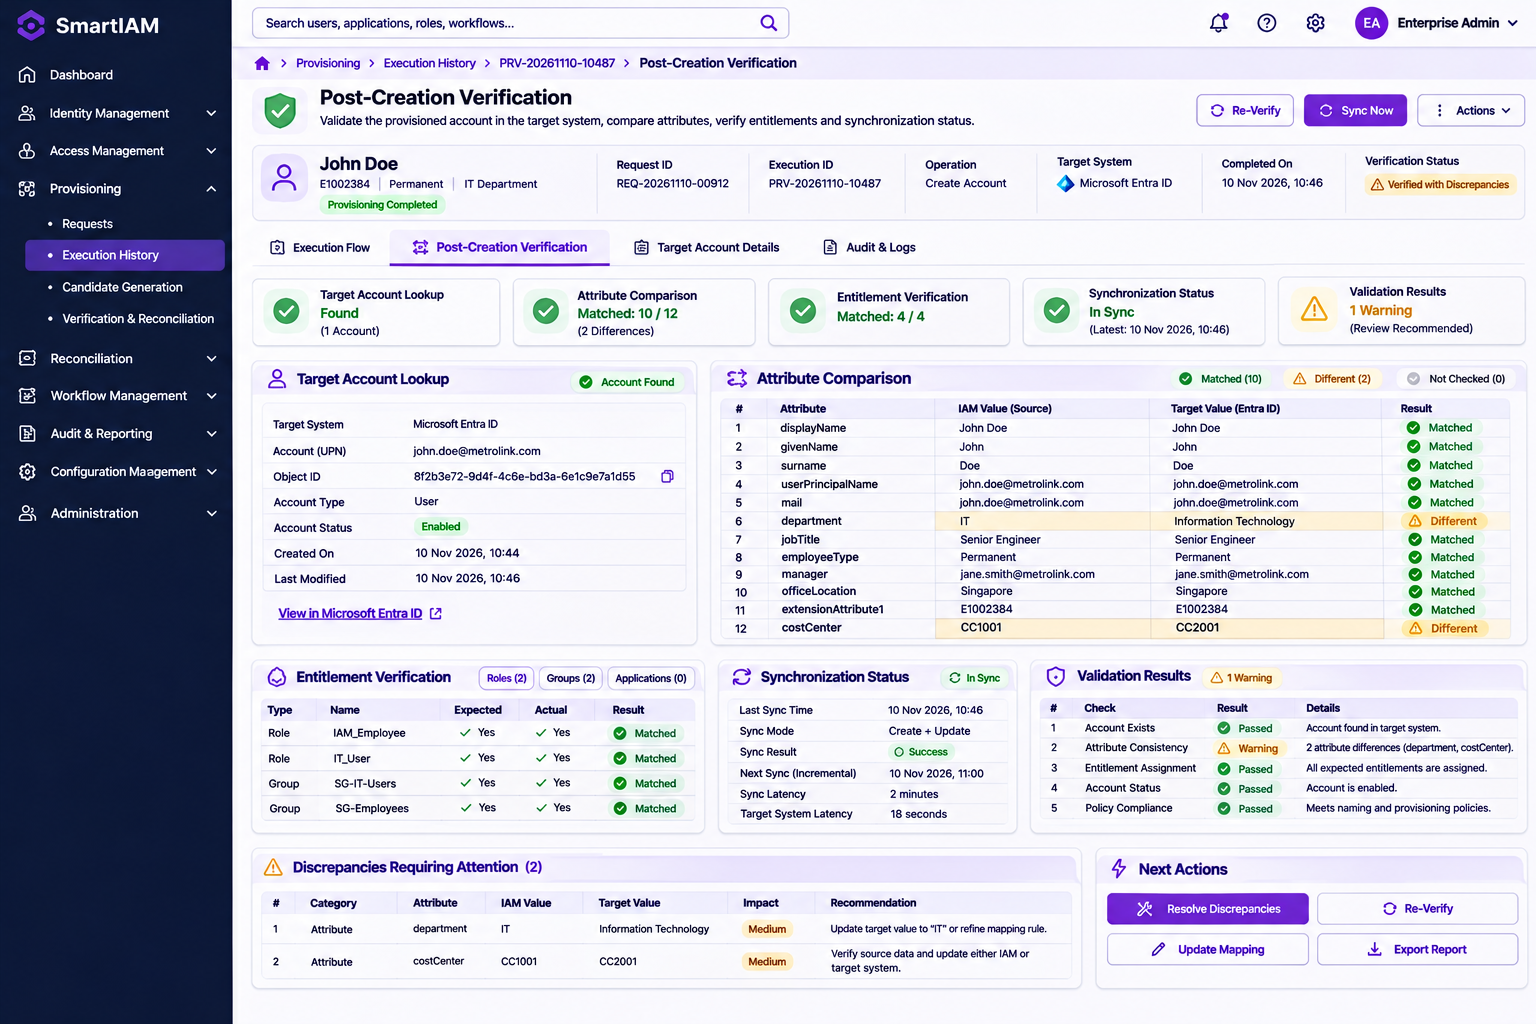 SmartIAM
Search users, applications, roles, workflows...
EA
Enterprise Admin
Dashboard
Identity Management
Access Management
Provisioning
Requests
Execution History
Candidate Generation
Verification & Reconciliation
Reconciliation
Workflow Management
Audit & Reporting
Configuration Maagement
Administration
Provisioning > Execution History > PRV-20261110-10487 > Post-Creation Verification
Post-Creation Verification
Validate the provisioned account in the target system, compare attributes, verify entitlements and synchronization status.
Re-Verify
Sync Now
Actions
John Doe
E1002384 | Permanent | IT Department
Provisioning Completed
Request ID
REQ-20261110-00912
Execution ID
PRV-20261110-10487
Operation
Create Account
Target System
Microsoft Entra ID
Completed On
10 Nov 2026, 10:46
Verification Status
Verified with Discrepancies
Execution Flow
Post-Creation Verification
Target Account Details
Audit & Logs
Target Account Lookup
Found
(1 Account)
Attribute Comparison
Matched: 10 / 12
(2 Differences)
Entitlement Verification
Matched: 4 / 4
Synchronization Status
In Sync
(Latest: 10 Nov 2026, 10:46)
Validation Results
1 Warning
(Review Recommended)
Target Account Lookup
Account Found
Target System Microsoft Entra ID
Account (UPN) john.doe@metrolink.com
Object ID 8f2b3e72-9d4f-4c6e-bd3a-6e1c9e7a1d55
Account Type User
Account Status Enabled
Created On 10 Nov 2026, 10:44
Last Modified 10 Nov 2026, 10:46
View in Microsoft Entra ID
Attribute Comparison
Matched (10)
Different (2)
Not Checked (0)
# Attribute IAM Value (Source) Target Value (Entra ID) Result
1 displayName John Doe John Doe Matched
2 givenName John John Matched
3 surname Doe Doe Matched
4 userPrincipalName john.doe@metrolink.com john.doe@metrolink.com Matched
5 mail john.doe@metrolink.com john.doe@metrolink.com Matched
6 department IT Information Technology Different
7 jobTitle Senior Engineer Senior Engineer Matched
8 employeeType Permanent Permanent Matched
9 manager jane.smith@metrolink.com jane.smith@metrolink.com Matched
10 officeLocation Singapore Singapore Matched
11 extensionAttribute1 E1002384 E1002384 Matched
12 costCenter CC1001 CC2001 Different
Entitlement Verification
Roles (2)
Groups (2)
Applications (0)
Type Name Expected Actual Result
Role IAM_Employee Yes Yes Matched
Role IT_User Yes Yes Matched
Group SG-IT-Users Yes Yes Matched
Group SG-Employees Yes Yes Matched
Synchronization Status
In Sync
Last Sync Time 10 Nov 2026, 10:46
Sync Mode Create + Update
Sync Result Success
Next Sync (Incremental) 10 Nov 2026, 11:00
Sync Latency 2 minutes
Target System Latency 18 seconds
Validation Results
1 Warning
# Check Result Details
1 Account Exists Passed Account found in target system.
2 Attribute Consistency Warning 2 attribute differences (department, costCenter).
3 Entitlement Assignment Passed All expected entitlements are assigned.
4 Account Status Passed Account is enabled.
5 Policy Compliance Passed Meets naming and provisioning policies.
Discrepancies Requiring Attention (2)
# Category Attribute IAM Value Target Value Impact Recommendation
1 Attribute department IT Information Technology Medium Update target value to "IT" or refine mapping rule.
2 Attribute costCenter CC1001 CC2001 Medium Verify source data and update either IAM or
target system.
Next Actions
Resolve Discrepancies
Re-Verify
Update Mapping
Export Report